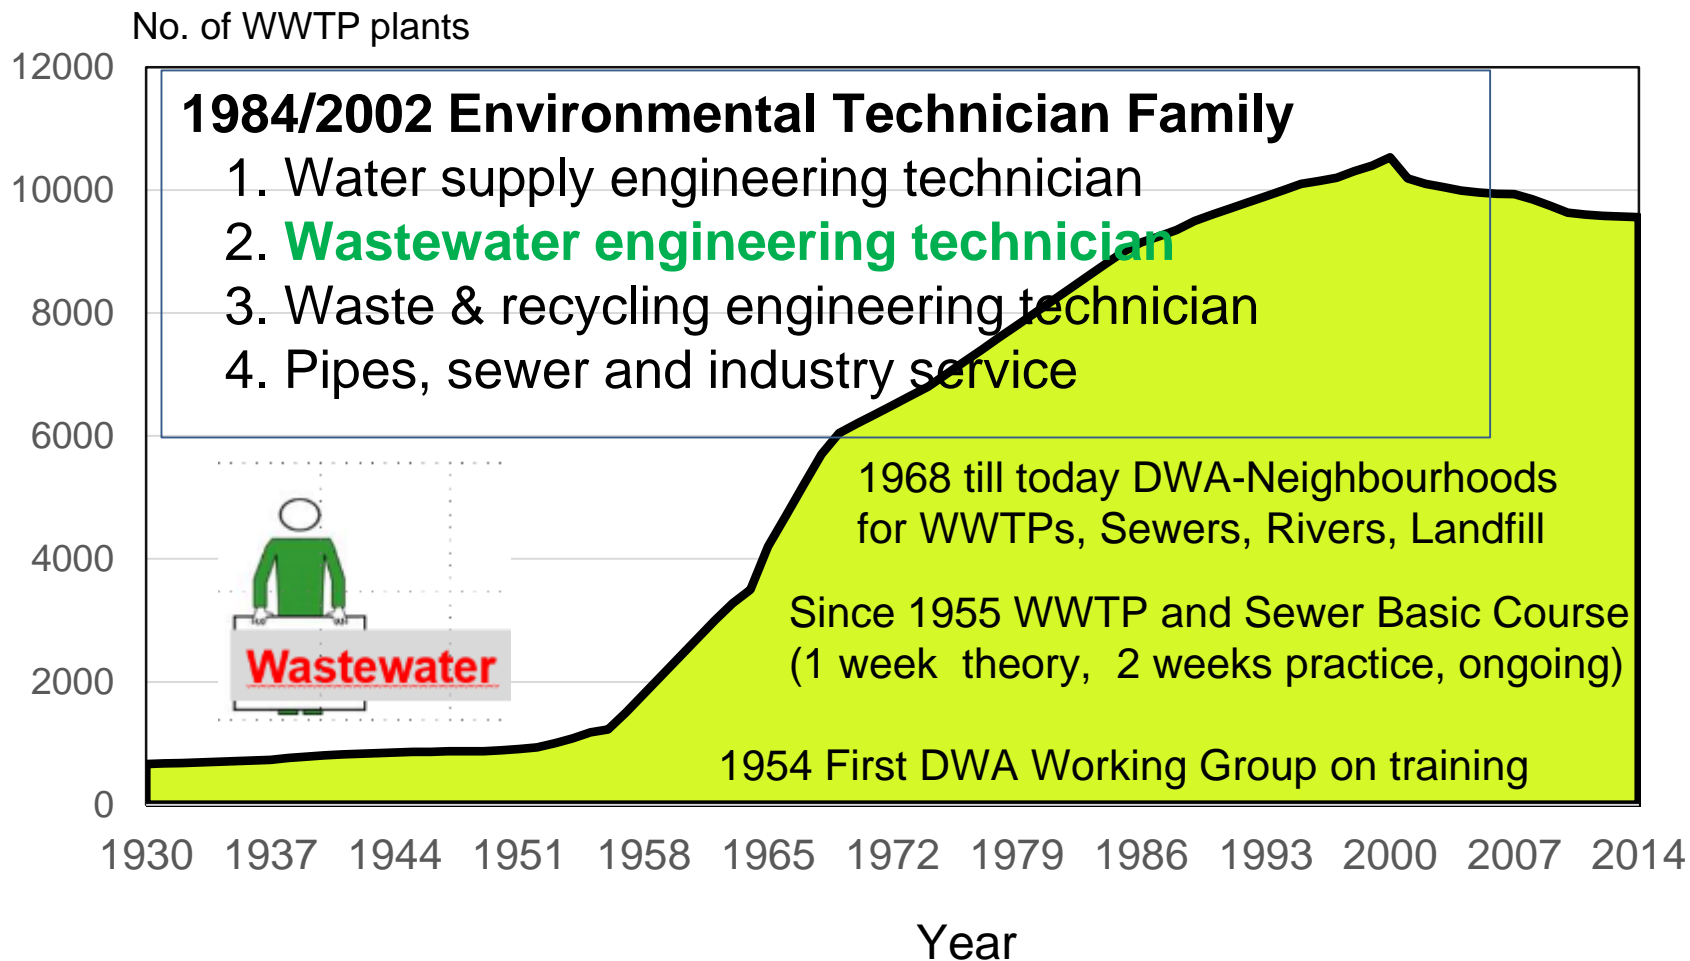 No. of WWTP plants
12000
10000
8000
6000
4000
2000
0
1984/2002 Environmental Technician Family
1. Water supply engineering technician
2. Wastewater engineering technician
3. Waste & recycling engineering technician
4. Pipes, sewer and industry service
Wastewater
1968 till today DWA-Neighbourhoods
for WWTPs, Sewers, Rivers, Landfill
Since 1955 WWTP and Sewer Basic Course
(1 week theory, 2 weeks practice, ongoing)
1954 First DWA Working Group on training
1930 1937 1944 1951 1958 1965 1972 1979 1986 1993 2000 2007 2014
Year